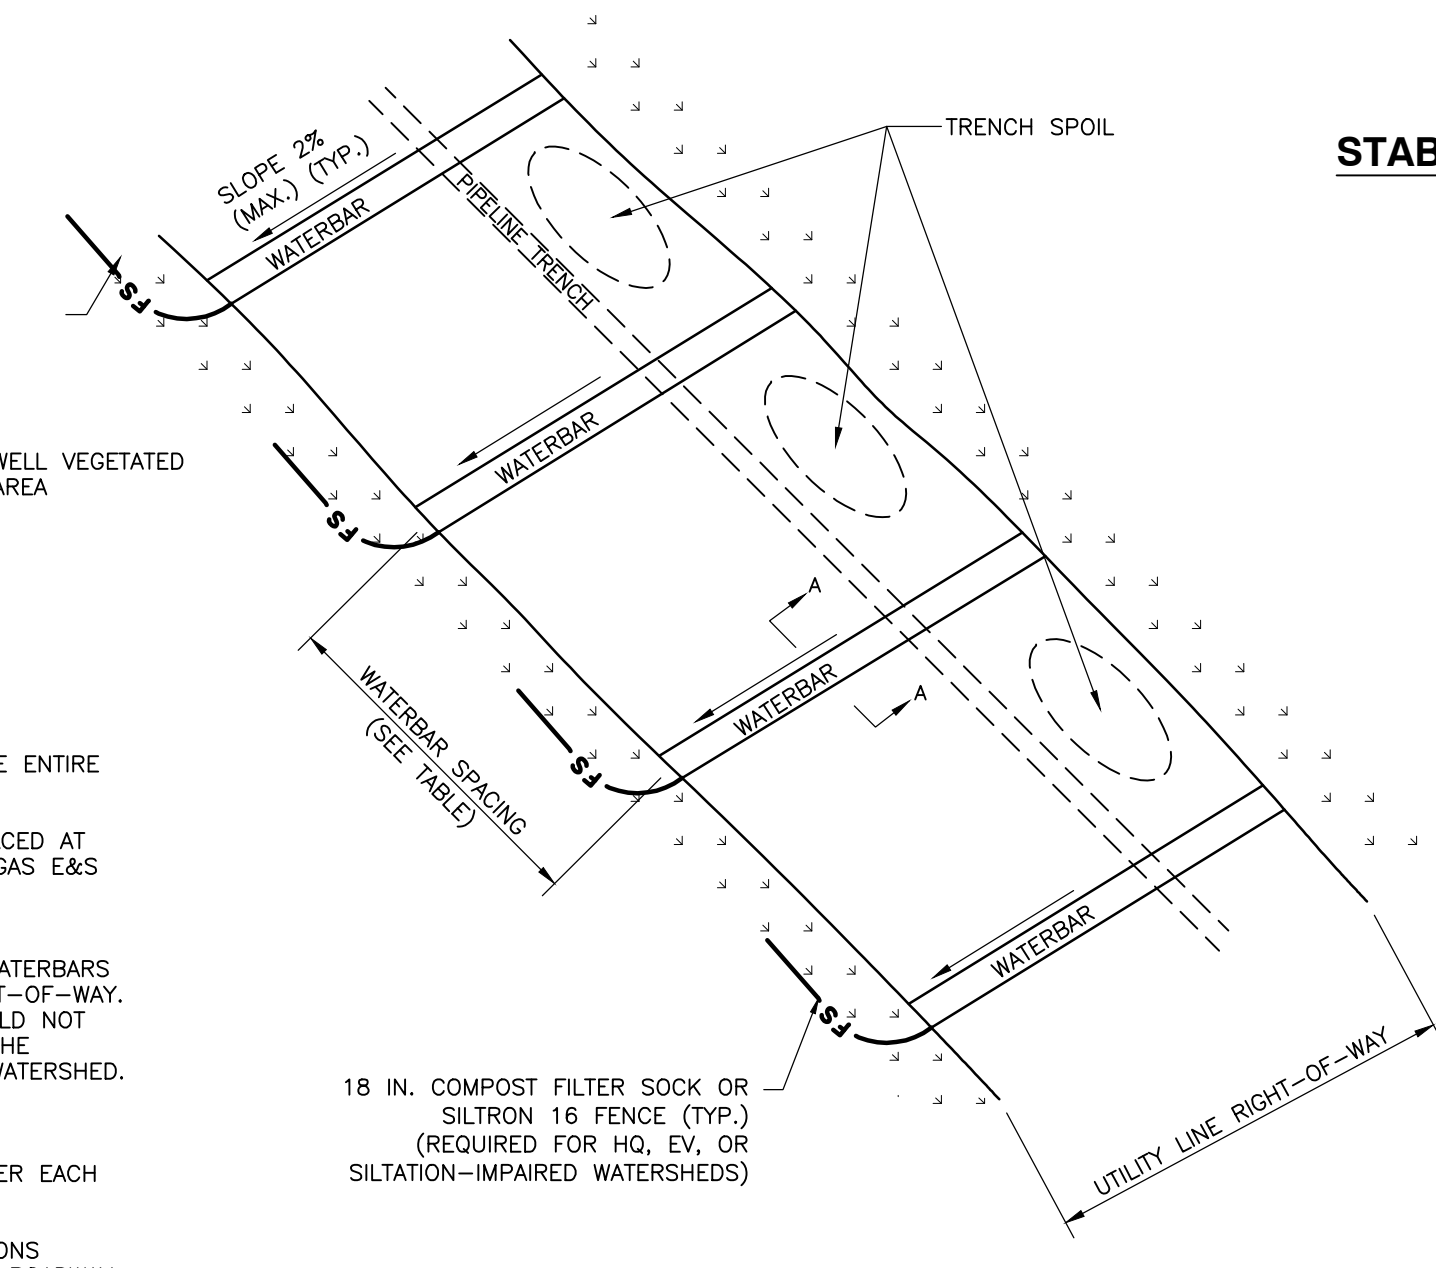 TRENCH SPOIL
STAB
SLOPE 2%
(MAX.) (TYP.)
WATERBAR
PIPELINE TRENCH
FS
WATERBAR
WELL VEGETATED
AREA
FS
A
WATERBAR
A
WATERBAR SPACING
(SEE TABLE)
FS
E ENTIRE
ACED AT
GAS E&S
WATERBAR
ATERBARS
T-OF-WAY.
LD NOT
HE
WATERSHED.
FS
18 IN. COMPOST FILTER SOCK OR
SILTRON 16 FENCE (TYP.)
(REQUIRED FOR HQ, EV, OR
SILTATION-IMPAIRED WATERSHEDS)
UTILITY LINE RIGHT-OF-WAY
ER EACH
ONS